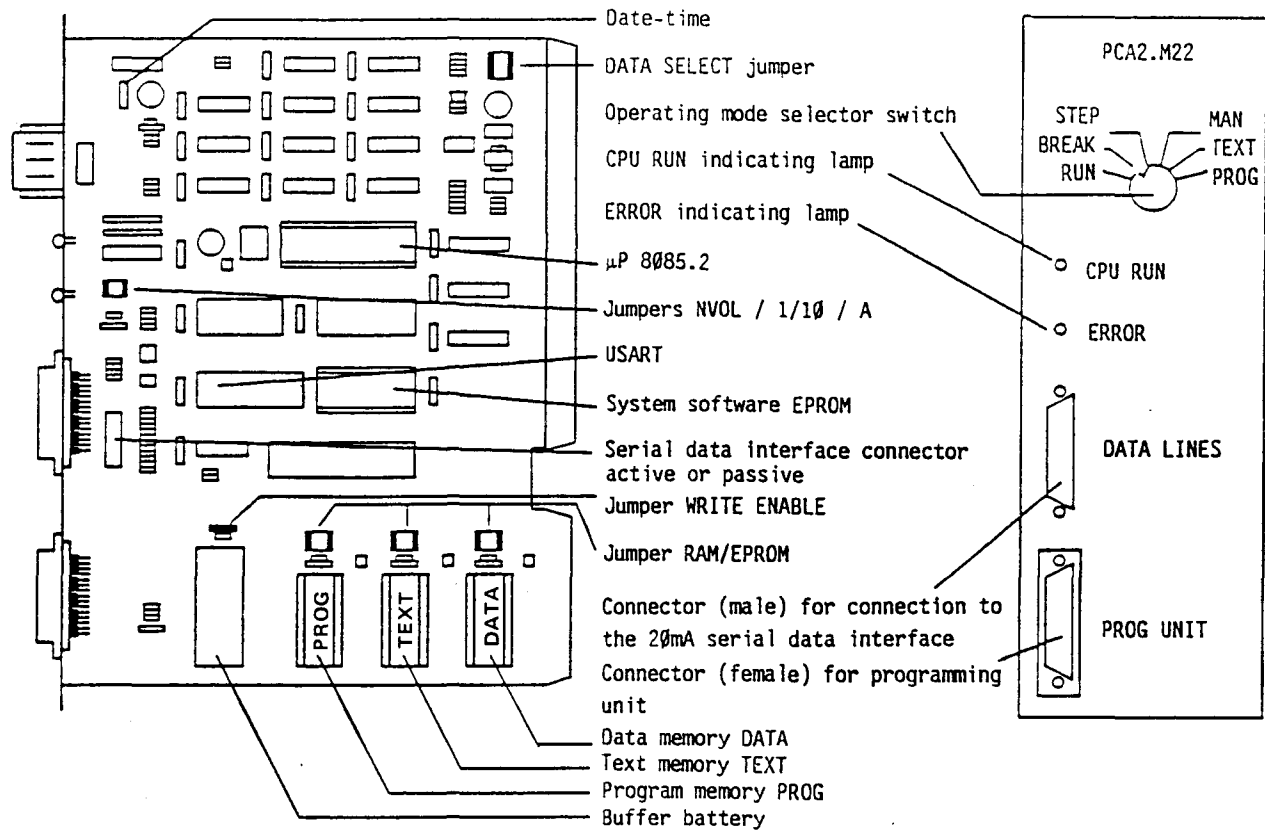 Date-time
DATA SELECT jumper
Operating mode selector switch
CPU RUN indicating lamp
ERROR indicating lamp
µP 8Ø85.2
Jumpers NVOL / 1/1Ø / A
USART
System software EPROM
Serial data interface connector
active or passive
Jumper WRITE ENABLE
Jumper RAM/EPROM
Connector (male) for connection to
the 2ØmA serial data interface
Connector (female) for programming
unit
Data memory DATA
Text memory TEXT
Program memory PROG
Buffer battery
PROG
TEXT
DATA
PCA2.M22
STEP
MAN
BREAK
TEXT
RUN
PROG
CPU RUN
ERROR
DATA LINES
PROG UNIT